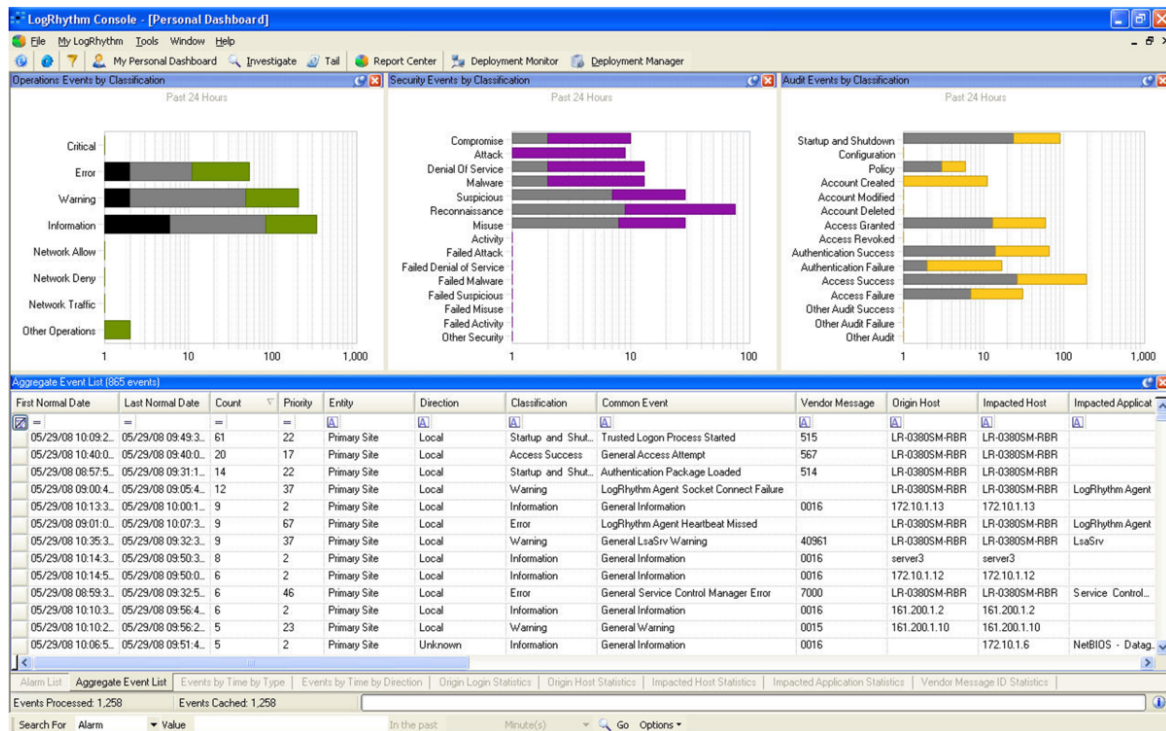 LogRhythm Console - [Personal Dashboard]
File My LogRhythm Tools Window Help
My Personal Dashboard Investigate Tail Report Center Deployment Monitor Deployment Manager
Operations Events by Classification
Past 24 Hours
Critical
Error
Warning
Information
Network Allow
Network Deny
Network Traffic
Other Operations
1 10 100 1,000
Security Events by Classification
Past 24 Hours
Compromise
Attack
Denial Of Service
Malware
Suspicious
Reconnaissance
Misuse
Activity
Failed Attack
Failed Denial of Service
Failed Malware
Failed Suspicious
Failed Misuse
Failed Activity
Other Security
1 10 100
Audit Events by Classification
Past 24 Hours
Startup and Shutdown
Configuration
Policy
Account Created
Account Modified
Account Deleted
Access Granted
Access Revoked
Authentication Success
Authentication Failure
Access Success
Access Failure
Other Audit Success
Other Audit Failure
Other Audit
1 10 100 1,000
Aggregate Event List (865 events)
First Normal Date Last Normal Date Count Priority Entity Direction Classification Common Event Vendor Message Origin Host Impacted Host Impacted Applicat
= = = = A A A A A A A A
05/29/08 10:09:2... 05/29/08 09:49:3... 61 22 Primary Site Local Startup and Shut... Trusted Logon Process Started 515 LR-0380SM-RBR LR-0380SM-RBR
05/29/08 10:40:0... 05/29/08 09:40:0... 20 17 Primary Site Local Access Success General Access Attempt 567 LR-0380SM-RBR LR-0380SM-RBR
05/29/08 08:57:5... 05/29/08 09:31:1... 14 22 Primary Site Local Startup and Shut... Authentication Package Loaded 514 LR-0380SM-RBR LR-0380SM-RBR
05/29/08 09:00:4... 05/29/08 09:05:4... 12 37 Primary Site Local Warning LogRhythm Agent Socket Connect Failure LR-0380SM-RBR LR-0380SM-RBR LogRhythm Agent
05/29/08 10:13:3... 05/29/08 10:00:1... 9 2 Primary Site Local Information General Information 0016 172.10.1.13 172.10.1.13
05/29/08 09:01:0... 05/29/08 10:07:3... 9 67 Primary Site Local Error LogRhythm Agent Heartbeat Missed LR-0380SM-RBR LR-0380SM-RBR LogRhythm Agent
05/29/08 10:35:3... 05/29/08 09:32:3... 9 37 Primary Site Local Warning General LsaSrv Warning 40961 LR-0380SM-RBR LR-0380SM-RBR LsaSrv
05/29/08 10:14:3... 05/29/08 09:50:3... 8 2 Primary Site Local Information General Information 0016 server3 server3
05/29/08 10:14:5... 05/29/08 09:50:0... 6 2 Primary Site Local Information General Information 0016 172.10.1.12 172.10.1.12
05/29/08 08:59:3... 05/29/08 09:32:5... 6 46 Primary Site Local Error General Service Control Manager Error 7000 LR-0380SM-RBR LR-0380SM-RBR Service Control...
05/29/08 10:10:3... 05/29/08 09:56:4... 6 2 Primary Site Local Information General Information 0016 161.200.1.2 161.200.1.2
05/29/08 10:10:2... 05/29/08 09:56:2... 5 23 Primary Site Local Warning General Warning 0015 161.200.1.10 161.200.1.10
05/29/08 10:06:5... 05/29/08 09:51:4... 5 2 Primary Site Unknown Information General Information 0016 172.10.1.6 NetBIOS - Datag...
Alarm List Aggregate Event List Events by Time by Type Events by Time by Direction Origin Login Statistics Origin Host Statistics Impacted Host Statistics Impacted Application Statistics Vendor Message ID Statistics
Events Processed: 1,258 Events Cached: 1,258
Search For Alarm Value In the past Minute(s) Go Options